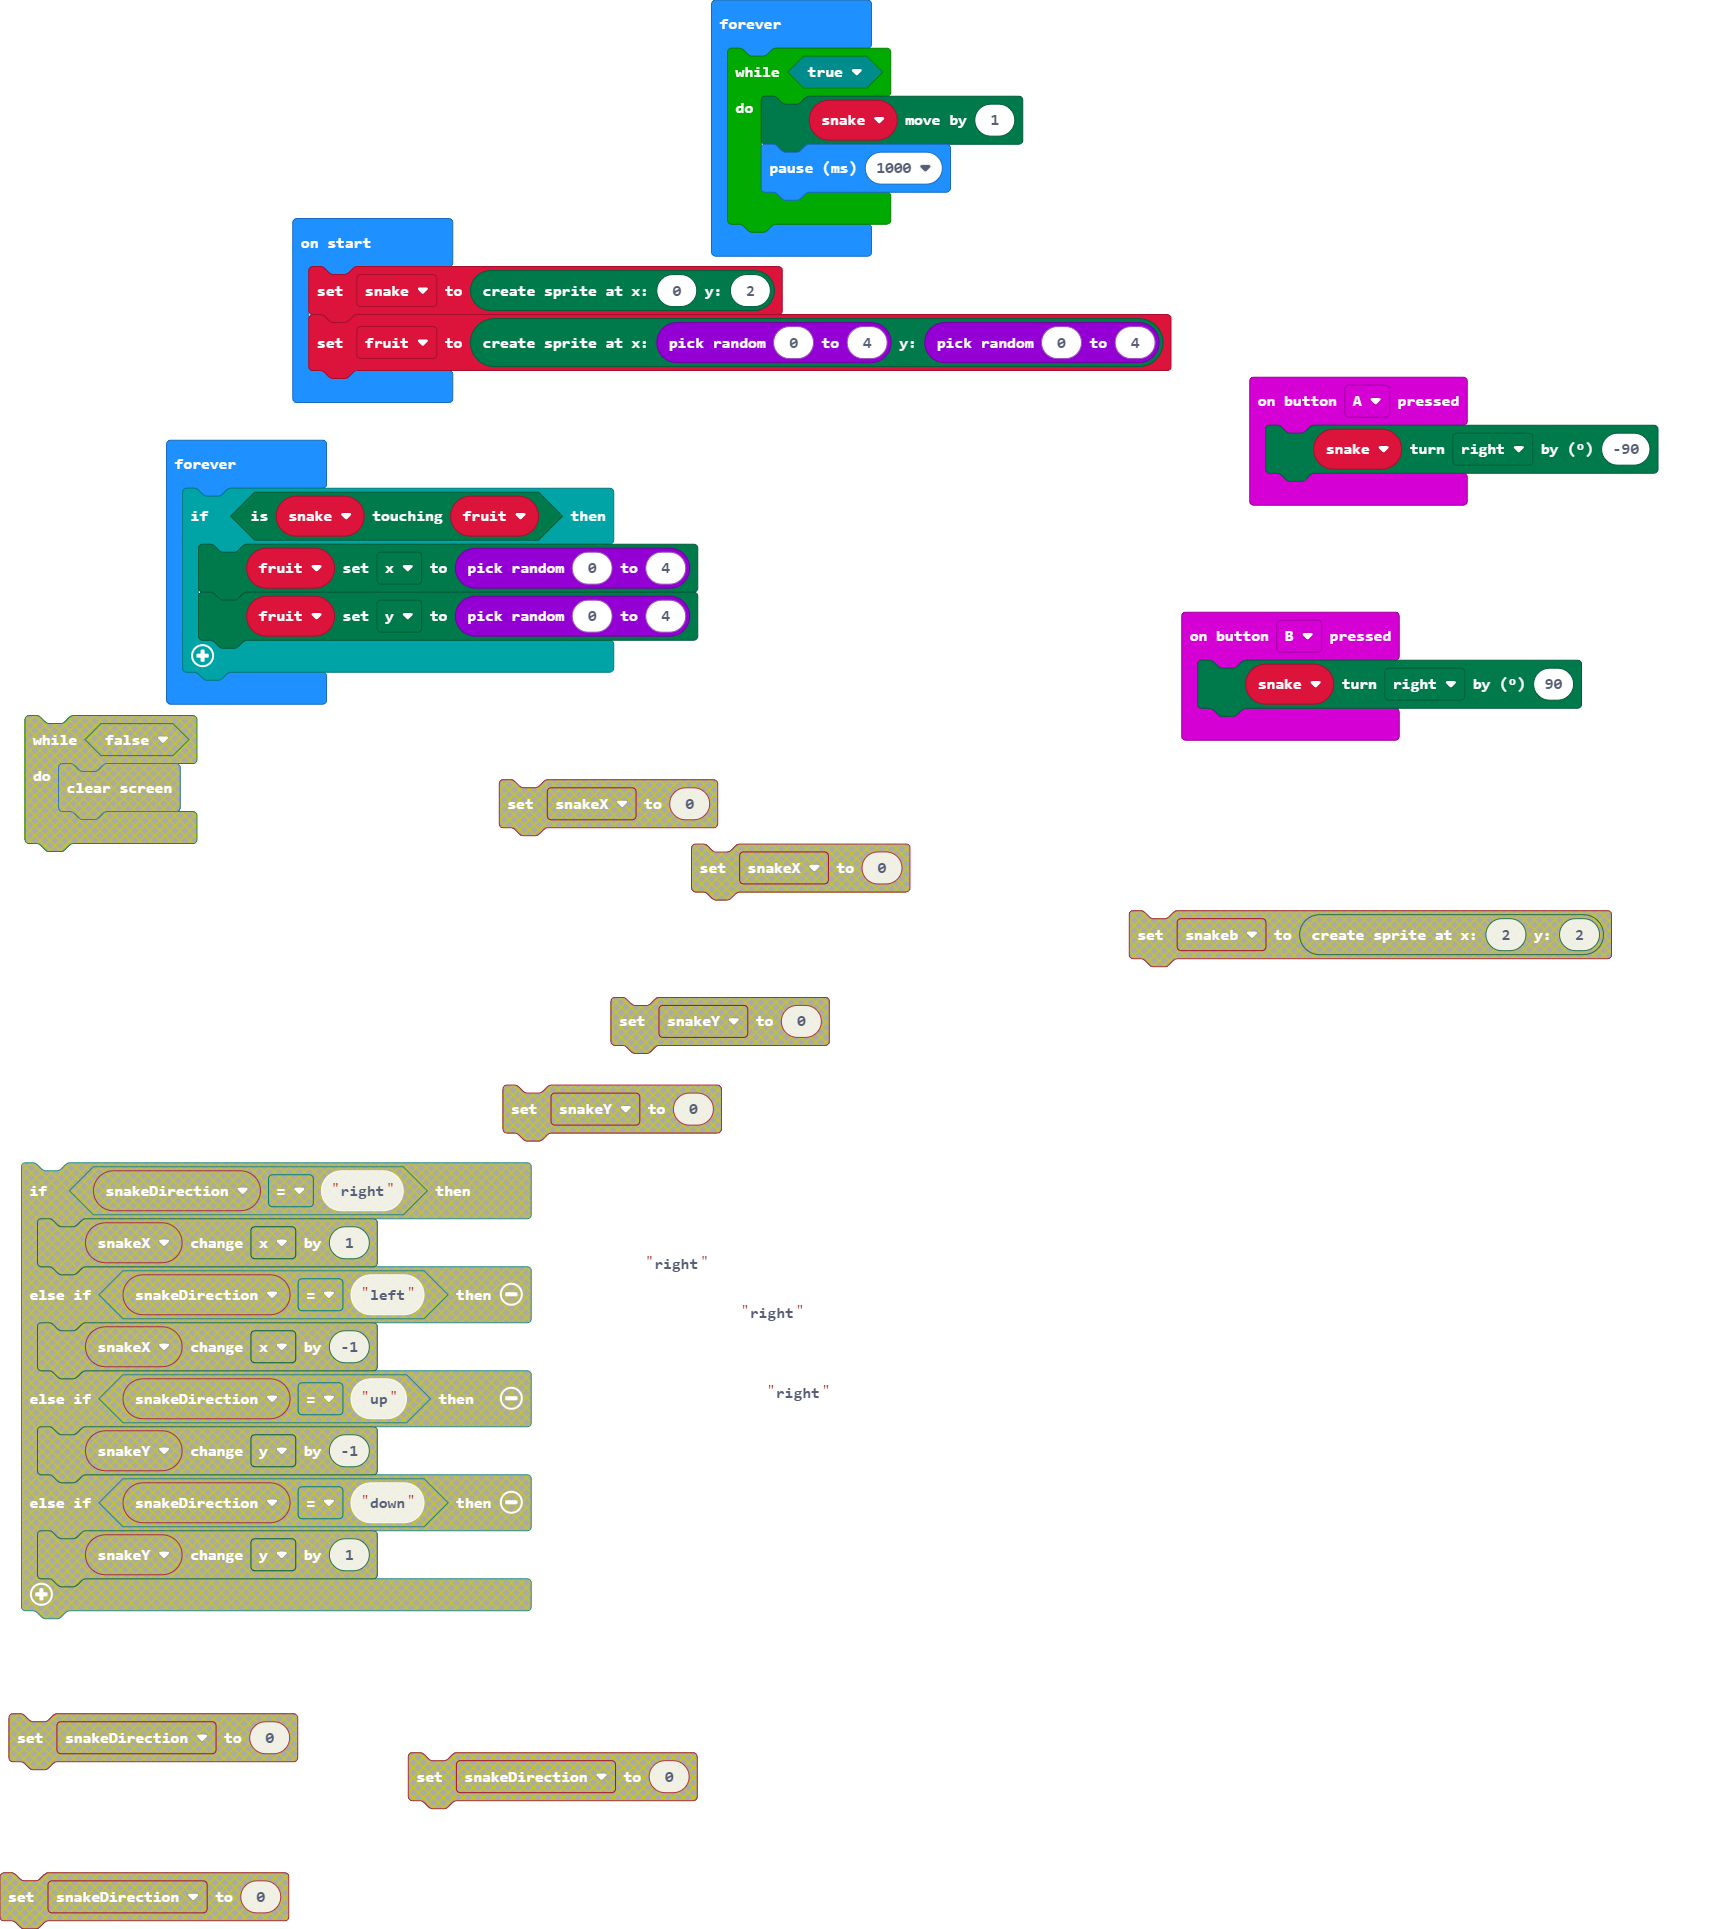 forever
while true
do snake move by 1
pause (ms) 1000
on start
set snake to create sprite at x: 0 y: 2
set fruit to create sprite at x: pick random 0 to 4 y: pick random 0 to 4
on button A pressed
snake turn right by (º) -90
forever
if is snake touching fruit then
fruit set x to pick random 0 to 4
fruit set y to pick random 0 to 4
on button B pressed
snake turn right by (º) 90
while false
do clear screen
set snakeX to 0
set snakeX to 0
set snakeb to create sprite at x: 2 y: 2
set snakeY to 0
set snakeY to 0
if snakeDirection = "right" then
snakeX change x by 1
else if snakeDirection = "left" then
snakeX change x by -1
else if snakeDirection = "up" then
snakeY change y by -1
else if snakeDirection = "down" then
snakeY change y by 1
"right"
"right"
"right"
set snakeDirection to 0
set snakeDirection to 0
set snakeDirection to 0